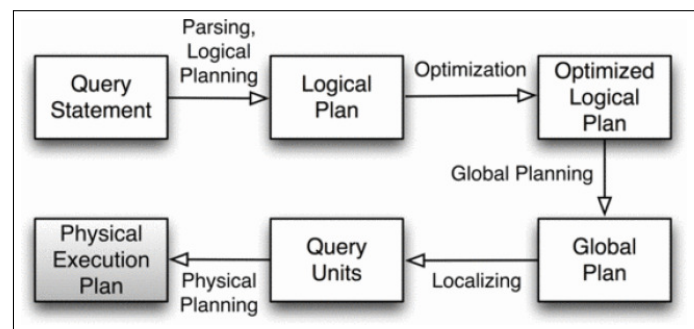 Query
Statement
Parsing,
Logical
Planning
Logical
Plan
Optimization
Optimized
Logical
Plan
Global Planning
Global
Plan
Localizing
Query
Units
Physical
Planning
Physical
Execution
Plan